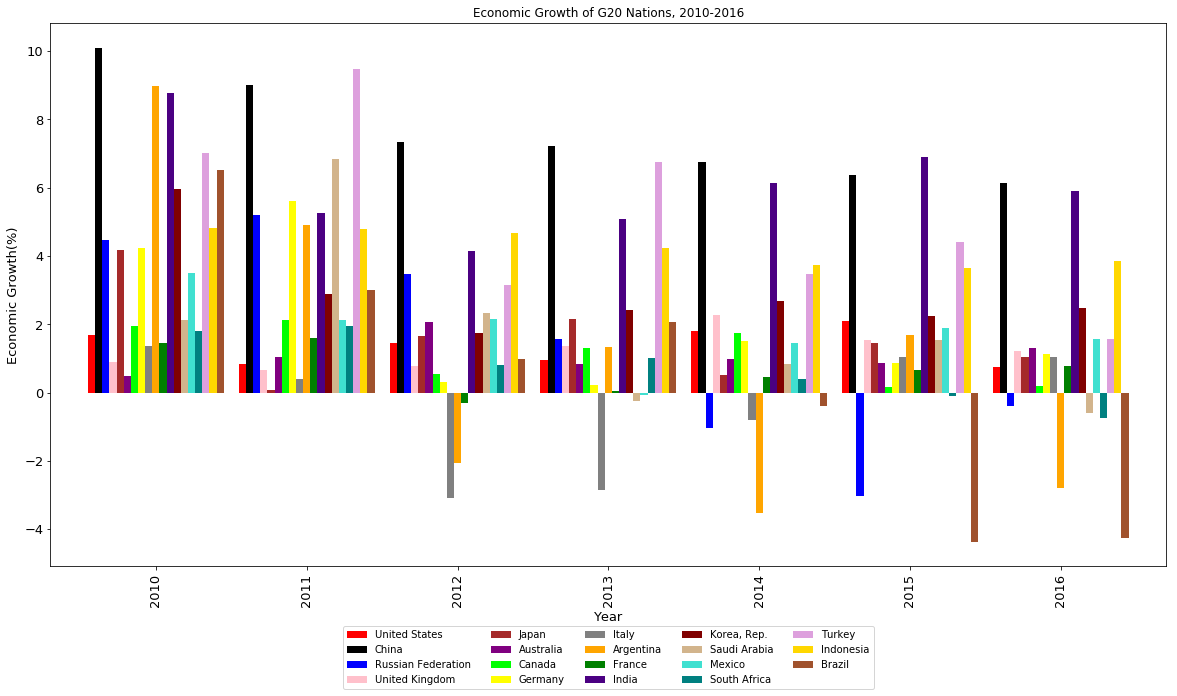 Economic Growth of G20 Nations, 2010-2016
Economic Growth(%)
10
8
6
4
2
0
−2
−4
2010
2011
2012
2013
2014
2015
2016
Year
United States
China
Russian Federation
United Kingdom
Japan
Australia
Canada
Germany
Italy
Argentina
France
India
Korea, Rep.
Saudi Arabia
Mexico
South Africa
Turkey
Indonesia
Brazil